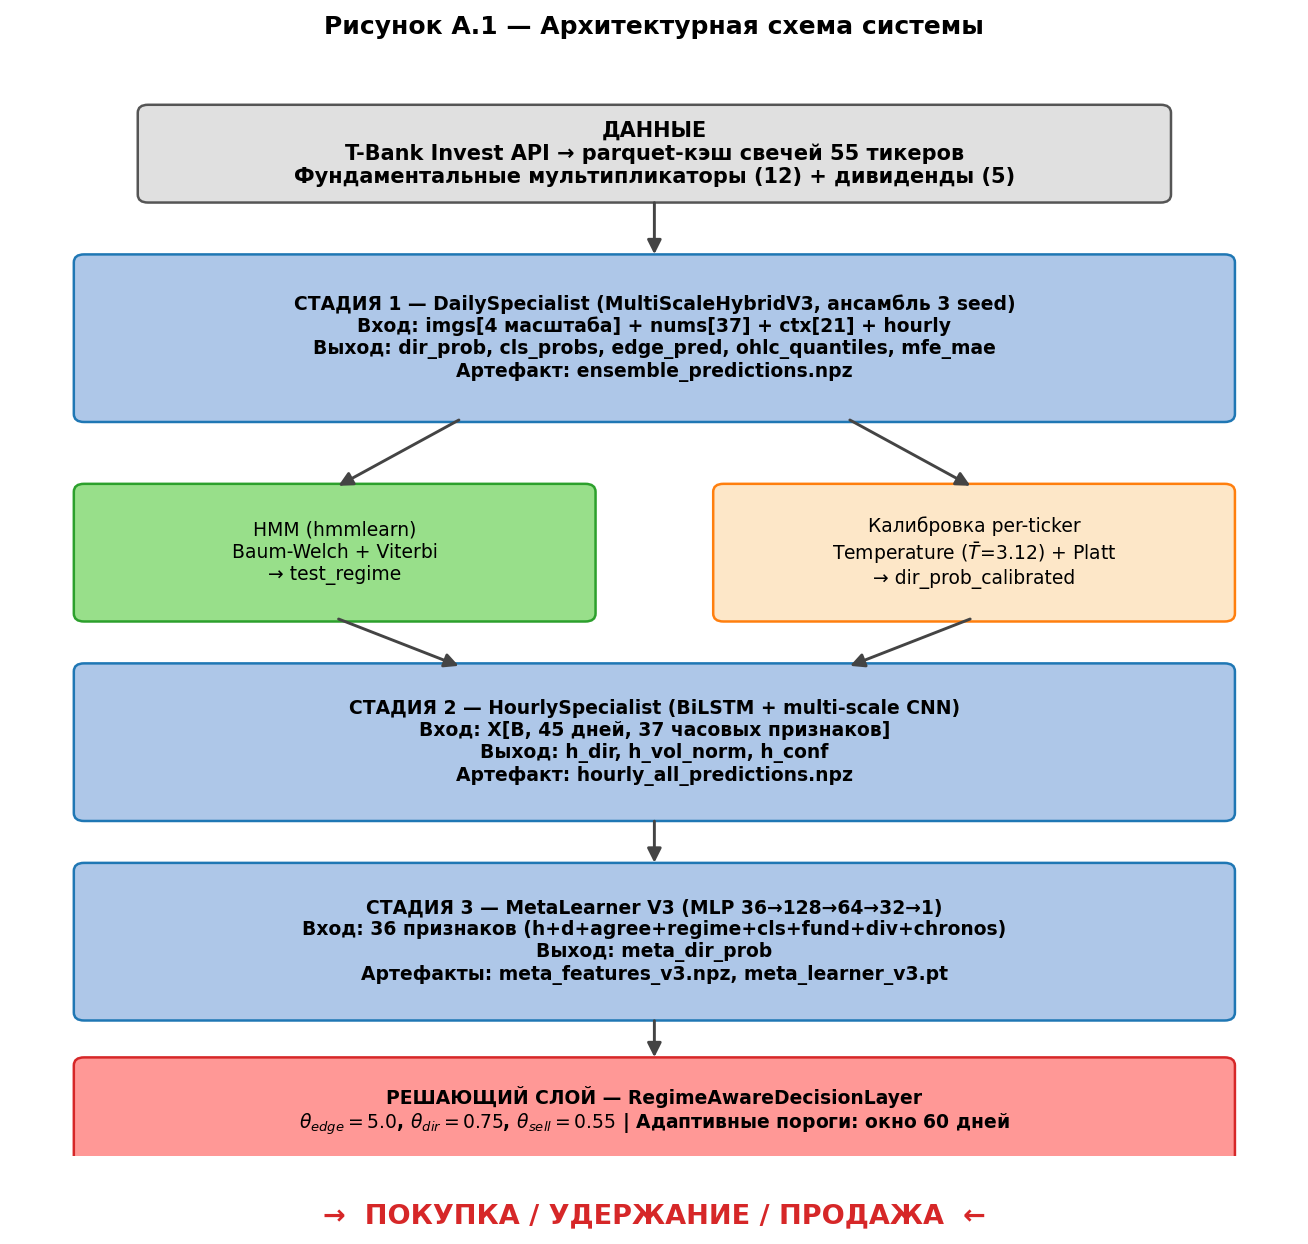 Рисунок А.1 — Архитектурная схема системы
ДАННЫЕ
T-Bank Invest API → parquet-кэш свечей 55 тикеров
Фундаментальные мультипликаторы (12) + дивиденды (5)
СТАДИЯ 1 — DailySpecialist (MultiScaleHybridV3, ансамбль 3 seed)
Вход: imgs[4 масштаба] + nums[37] + ctx[21] + hourly
Выход: dir_prob, cls_probs, edge_pred, ohlc_quantiles, mfe_mae
Артефакт: ensemble_predictions.npz
HMM (hmmlearn)
Baum-Welch + Viterbi
→ test_regime
Калибровка per-ticker
Temperature (T̄=3.12) + Platt
→ dir_prob_calibrated
СТАДИЯ 2 — HourlySpecialist (BiLSTM + multi-scale CNN)
Вход: X[B, 45 дней, 37 часовых признаков]
Выход: h_dir, h_vol_norm, h_conf
Артефакт: hourly_all_predictions.npz
СТАДИЯ 3 — MetaLearner V3 (MLP 36→128→64→32→1)
Вход: 36 признаков (h+d+agree+regime+cls+fund+div+chronos)
Выход: meta_dir_prob
Артефакты: meta_features_v3.npz, meta_learner_v3.pt
РЕШАЮЩИЙ СЛОЙ — RegimeAwareDecisionLayer
θ_edge = 5.0, θ_dir = 0.75, θ_sell = 0.55 | Адаптивные пороги: окно 60 дней
→ ПОКУПКА / УДЕРЖАНИЕ / ПРОДАЖА ←